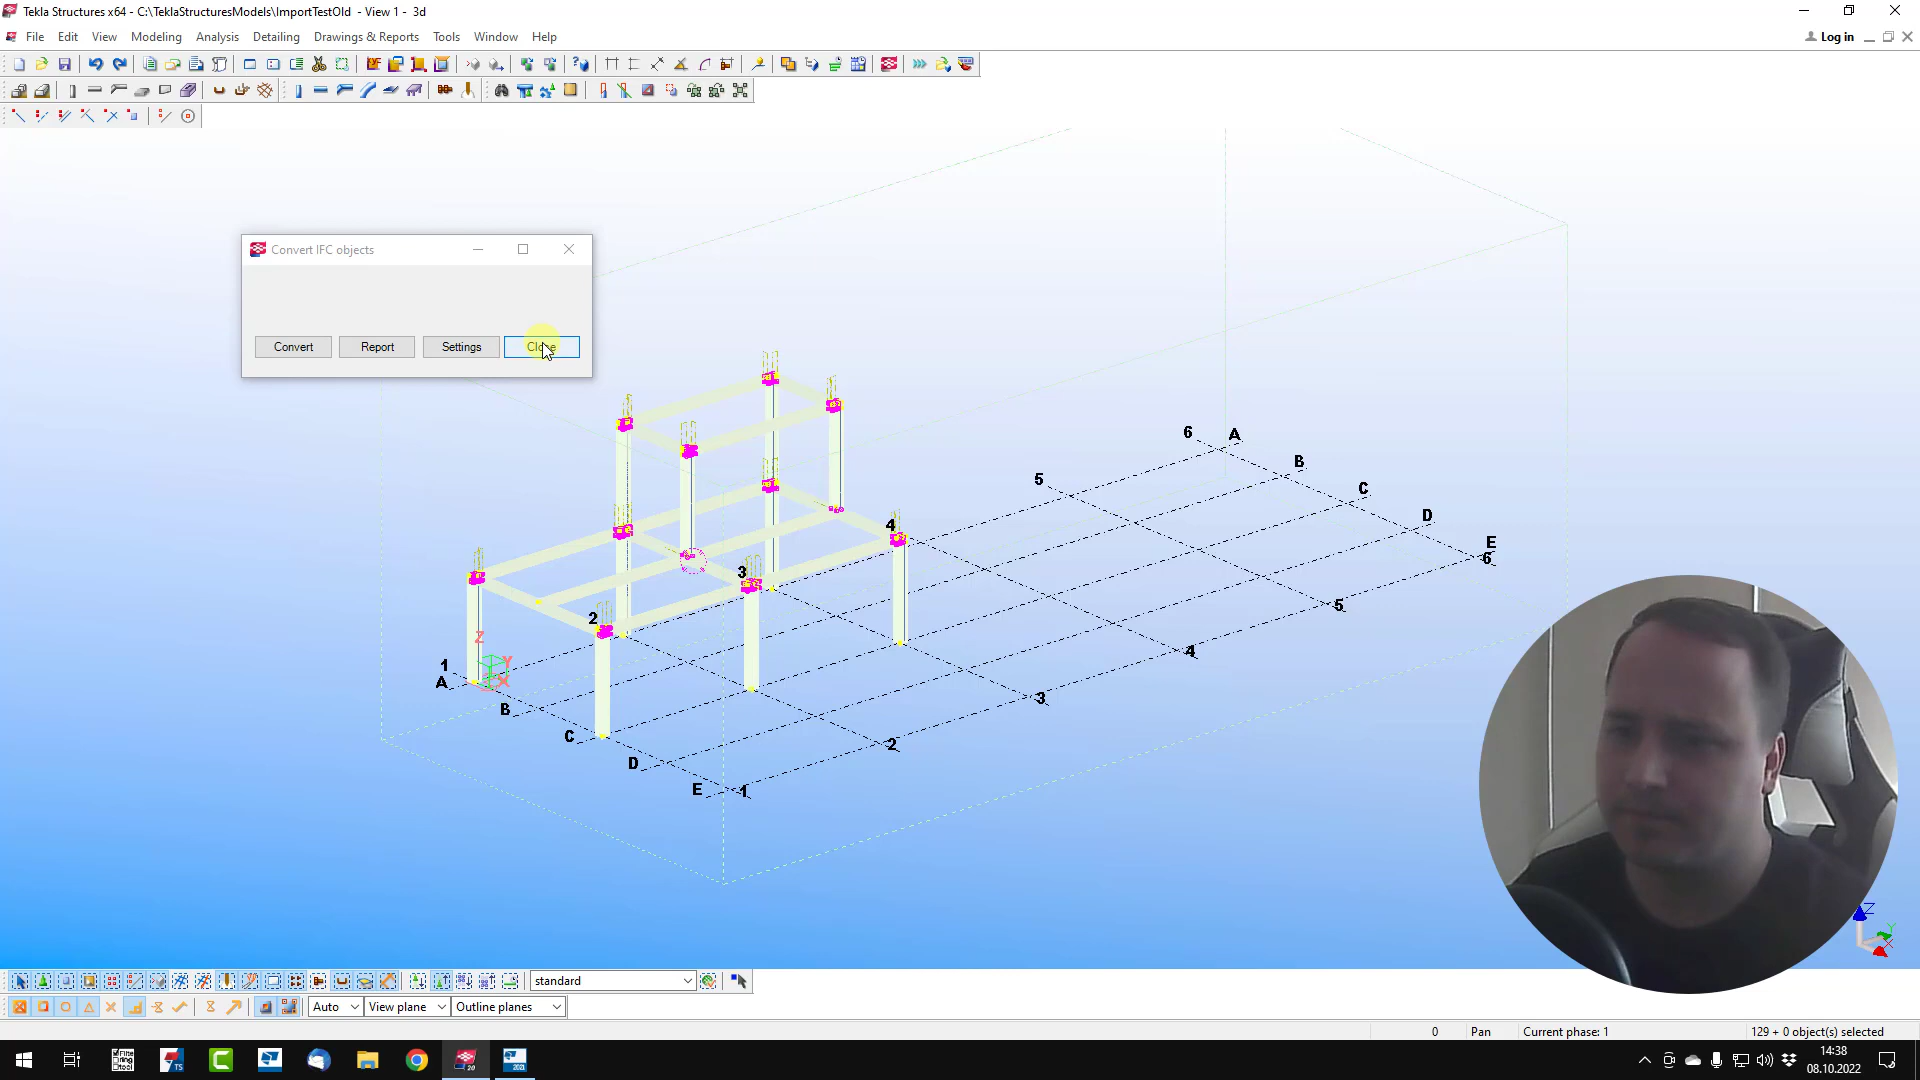 Tekla Structures x64 - C:\TeklaStructuresModels\ImportTestOld - View 1 - 3d
File Edit View Modeling Analysis Detailing Drawings & Reports Tools Window Help
Log in
Convert IFC objects
Convert Report Settings Close
6 A
B
5
C
D
4
E
6
3
5
2
4
Z
Y
1
X
A
3
B
C
2
D
E 1
Z
Y
X
standard
Auto View plane Outline planes
0 Pan Current phase: 1 129 + 0 object(s) selected
14:38
08.10.2022